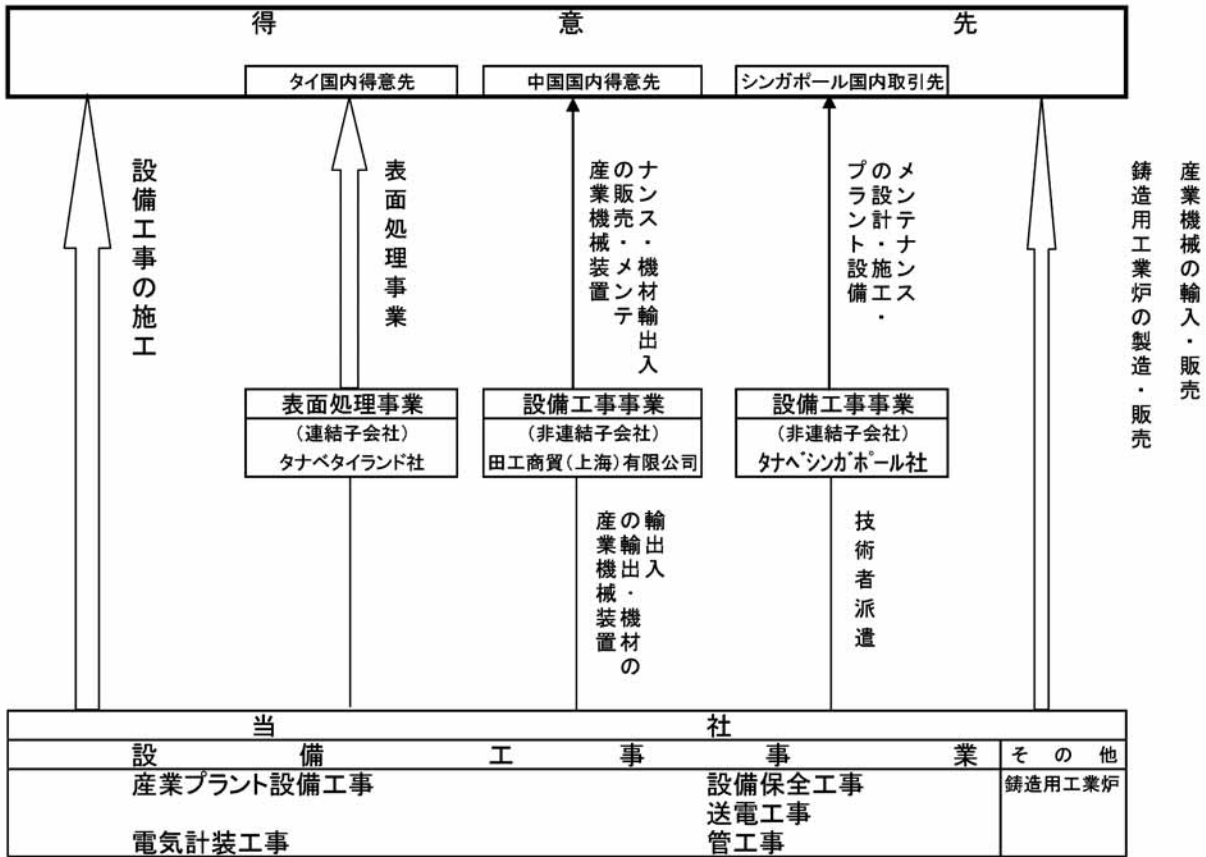 得意先
タイ国内得意先
中国国内得意先
シンガポール国内取引先
設備工事の施工
表面処理事業
産業機械装置
の販売・メンテ
ナンス・機材輸出入
プラント設備
の設計・施工・
メンテナンス
産業機械の輸入・販売
鋳造用工業炉の製造・販売
表面処理事業
(連結子会社)
タナベタイランド社
設備工事事業
(非連結子会社)
田工商貿(上海)有限公司
設備工事事業
(非連結子会社)
タナベシンガポール社
産業機械装置
の輸出・機材の
輸出入
技術者派遣
当社
設備工事事業
その他
産業プラント設備工事
電気計装工事
設備保全工事
送電工事
管工事
鋳造用工業炉